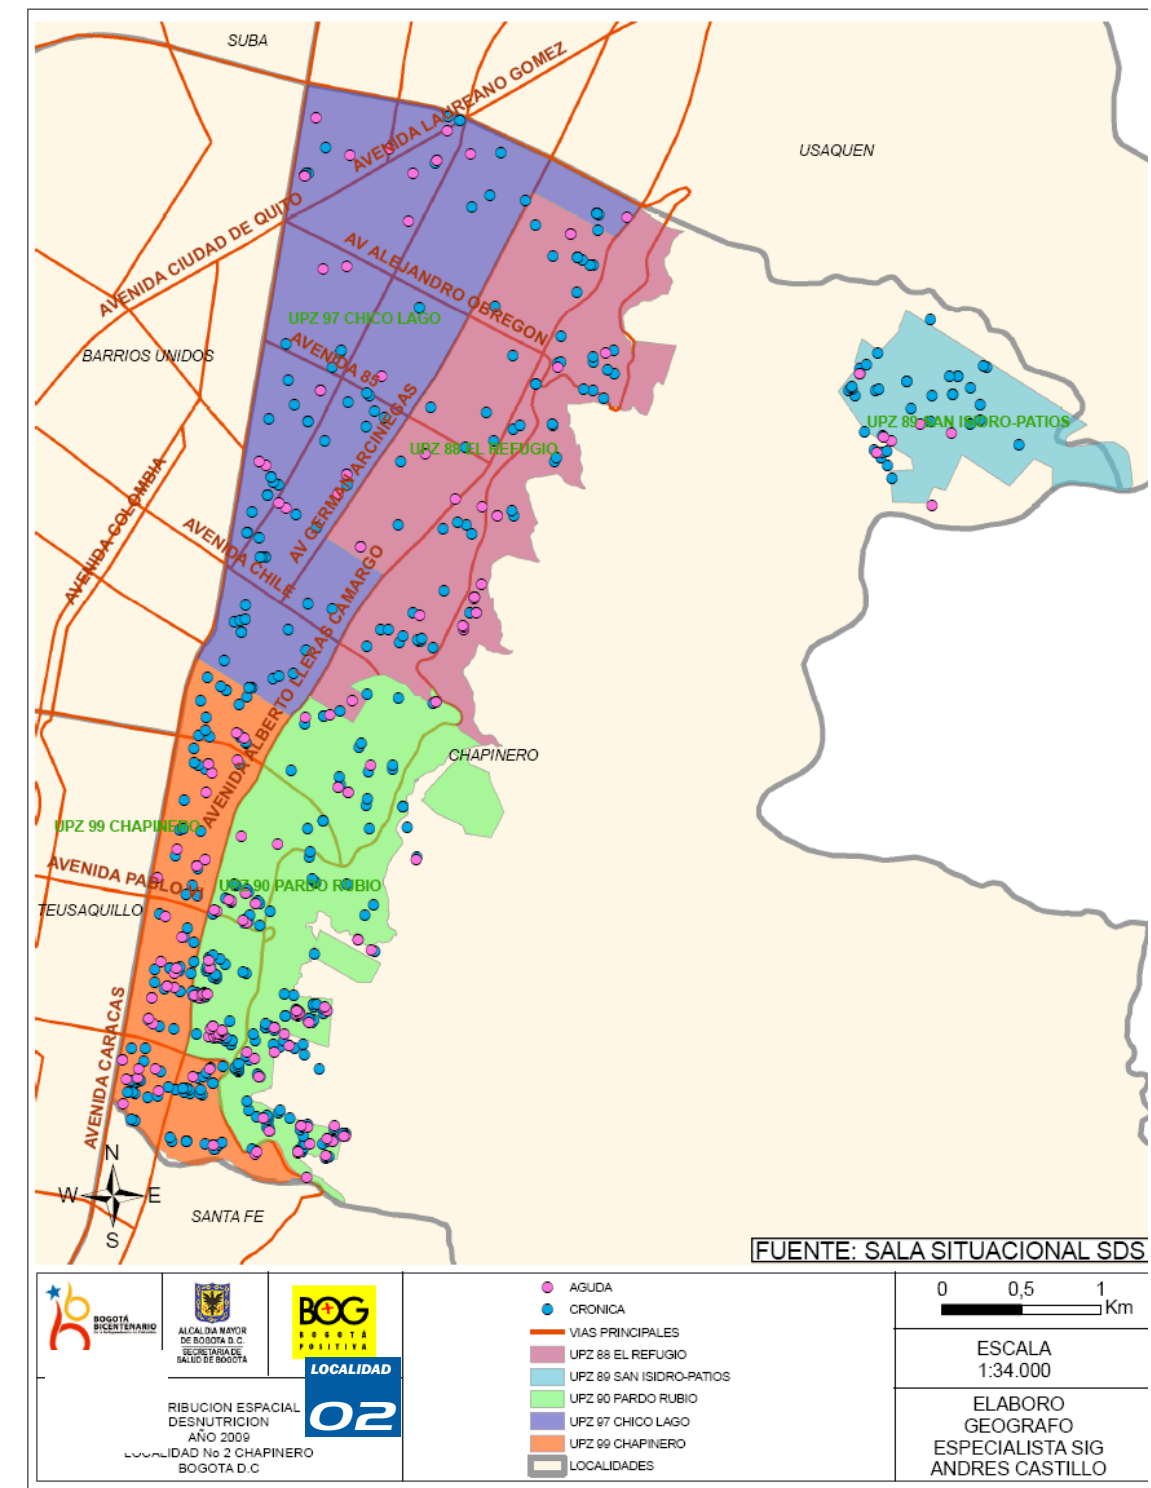 SUBA
AVENIDA LAUREANO GOMEZ
USAQUEN
AVENIDA CIUDAD DE QUITO
AV ALEJANDRO OBREGON
UPZ 97 CHICO LAGO
BARRIOS UNIDOS
AVENIDA 85
AV GERMAN ARCINIEGAS
UPZ 88 EL REFUGIO
UPZ 89 SAN ISIDRO-PATIOS
AVENIDA COLOMBIA
AVENIDA CHILE
AVENIDA ALBERTO LLERAS CAMARGO
CHAPINERO
UPZ 99 CHAPINERO
AVENIDA PABLO VI
UPZ 90 PARDO RUBIO
TEUSAQUILLO
AVENIDA CARACAS
N
W
E
S
SANTA FE
FUENTE: SALA SITUACIONAL SDS
BOGOTÁ
BICENTENARIO
ALCALDIA MAYOR
DE BOGOTA D.C.
SECRETARIA DE
SALUD DE BOGOTÁ
BOG
BOGOTÁ
POSITIVA
LOCALIDAD
02
RIBUCION ESPACIAL
DESNUTRICION
AÑO 2009
LOCALIDAD No 2 CHAPINERO
BOGOTA D.C
AGUDA
CRONICA
VIAS PRINCIPALES
UPZ 88 EL REFUGIO
UPZ 89 SAN ISIDRO-PATIOS
UPZ 90 PARDO RUBIO
UPZ 97 CHICO LAGO
UPZ 99 CHAPINERO
LOCALIDADES
0 0,5 1
Km
ESCALA
1:34.000
ELABORO
GEOGRAFO
ESPECIALISTA SIG
ANDRES CASTILLO